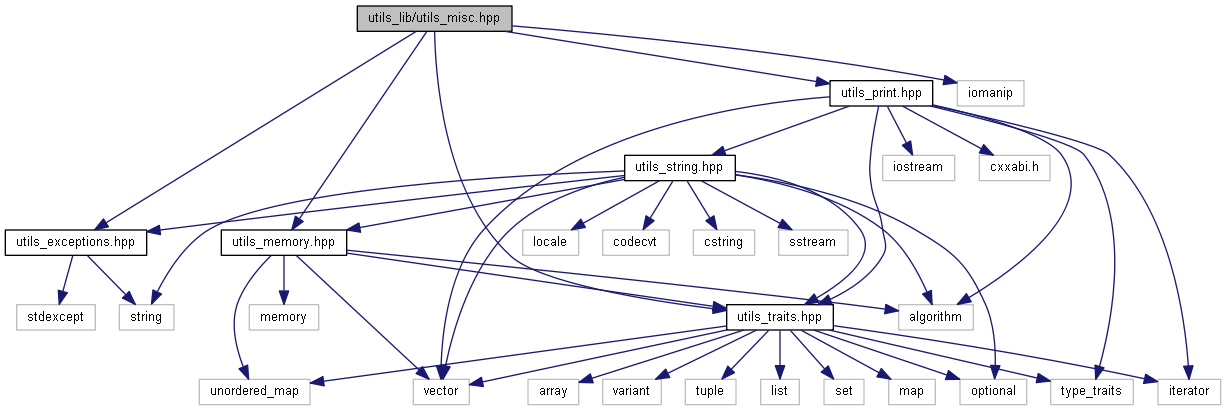 utils_lib/utils_misc.hpp
utils_print.hpp
iomanip
utils_string.hpp
iostream
cxxabi.h
utils_exceptions.hpp
utils_memory.hpp
locale
codecvt
cstring
sstream
stdexcept
string
memory
utils_traits.hpp
algorithm
unordered_map
vector
array
variant
tuple
list
set
map
optional
type_traits
iterator